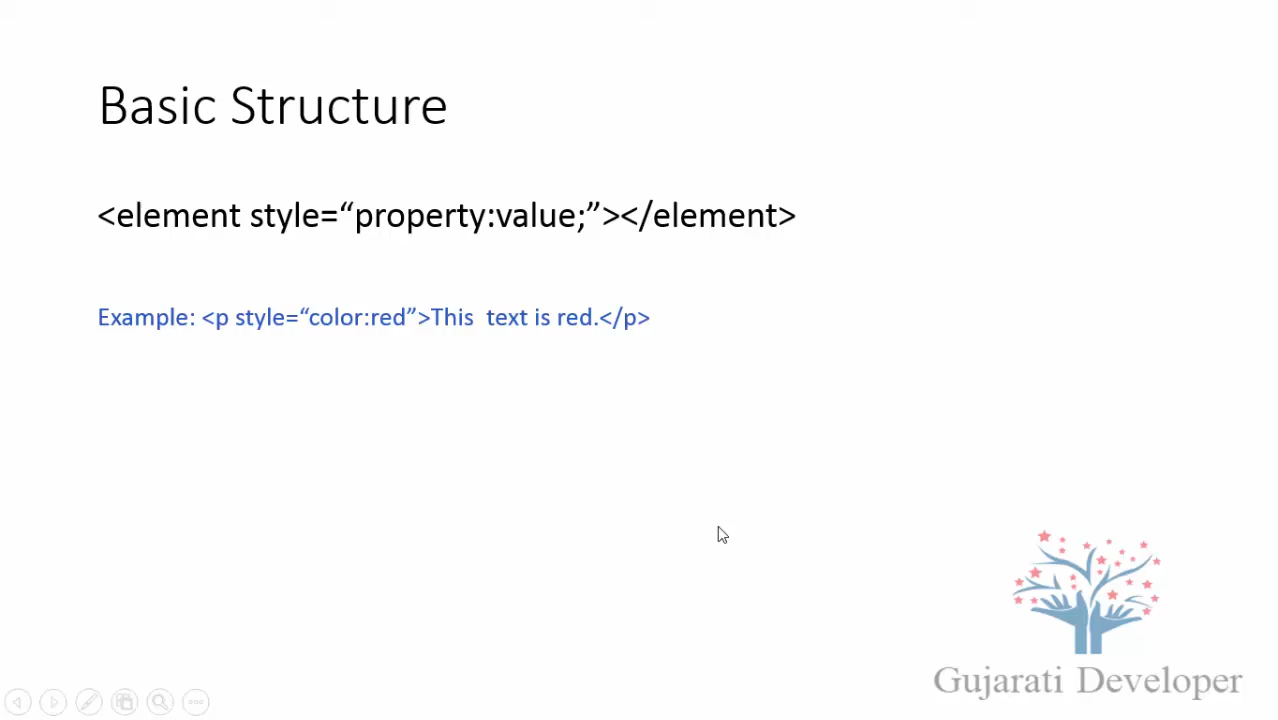 Basic Structure
<element style=“property:value;”></element>
Example: <p style=“color:red”>This  text is red.</p>
Gujarati Developer